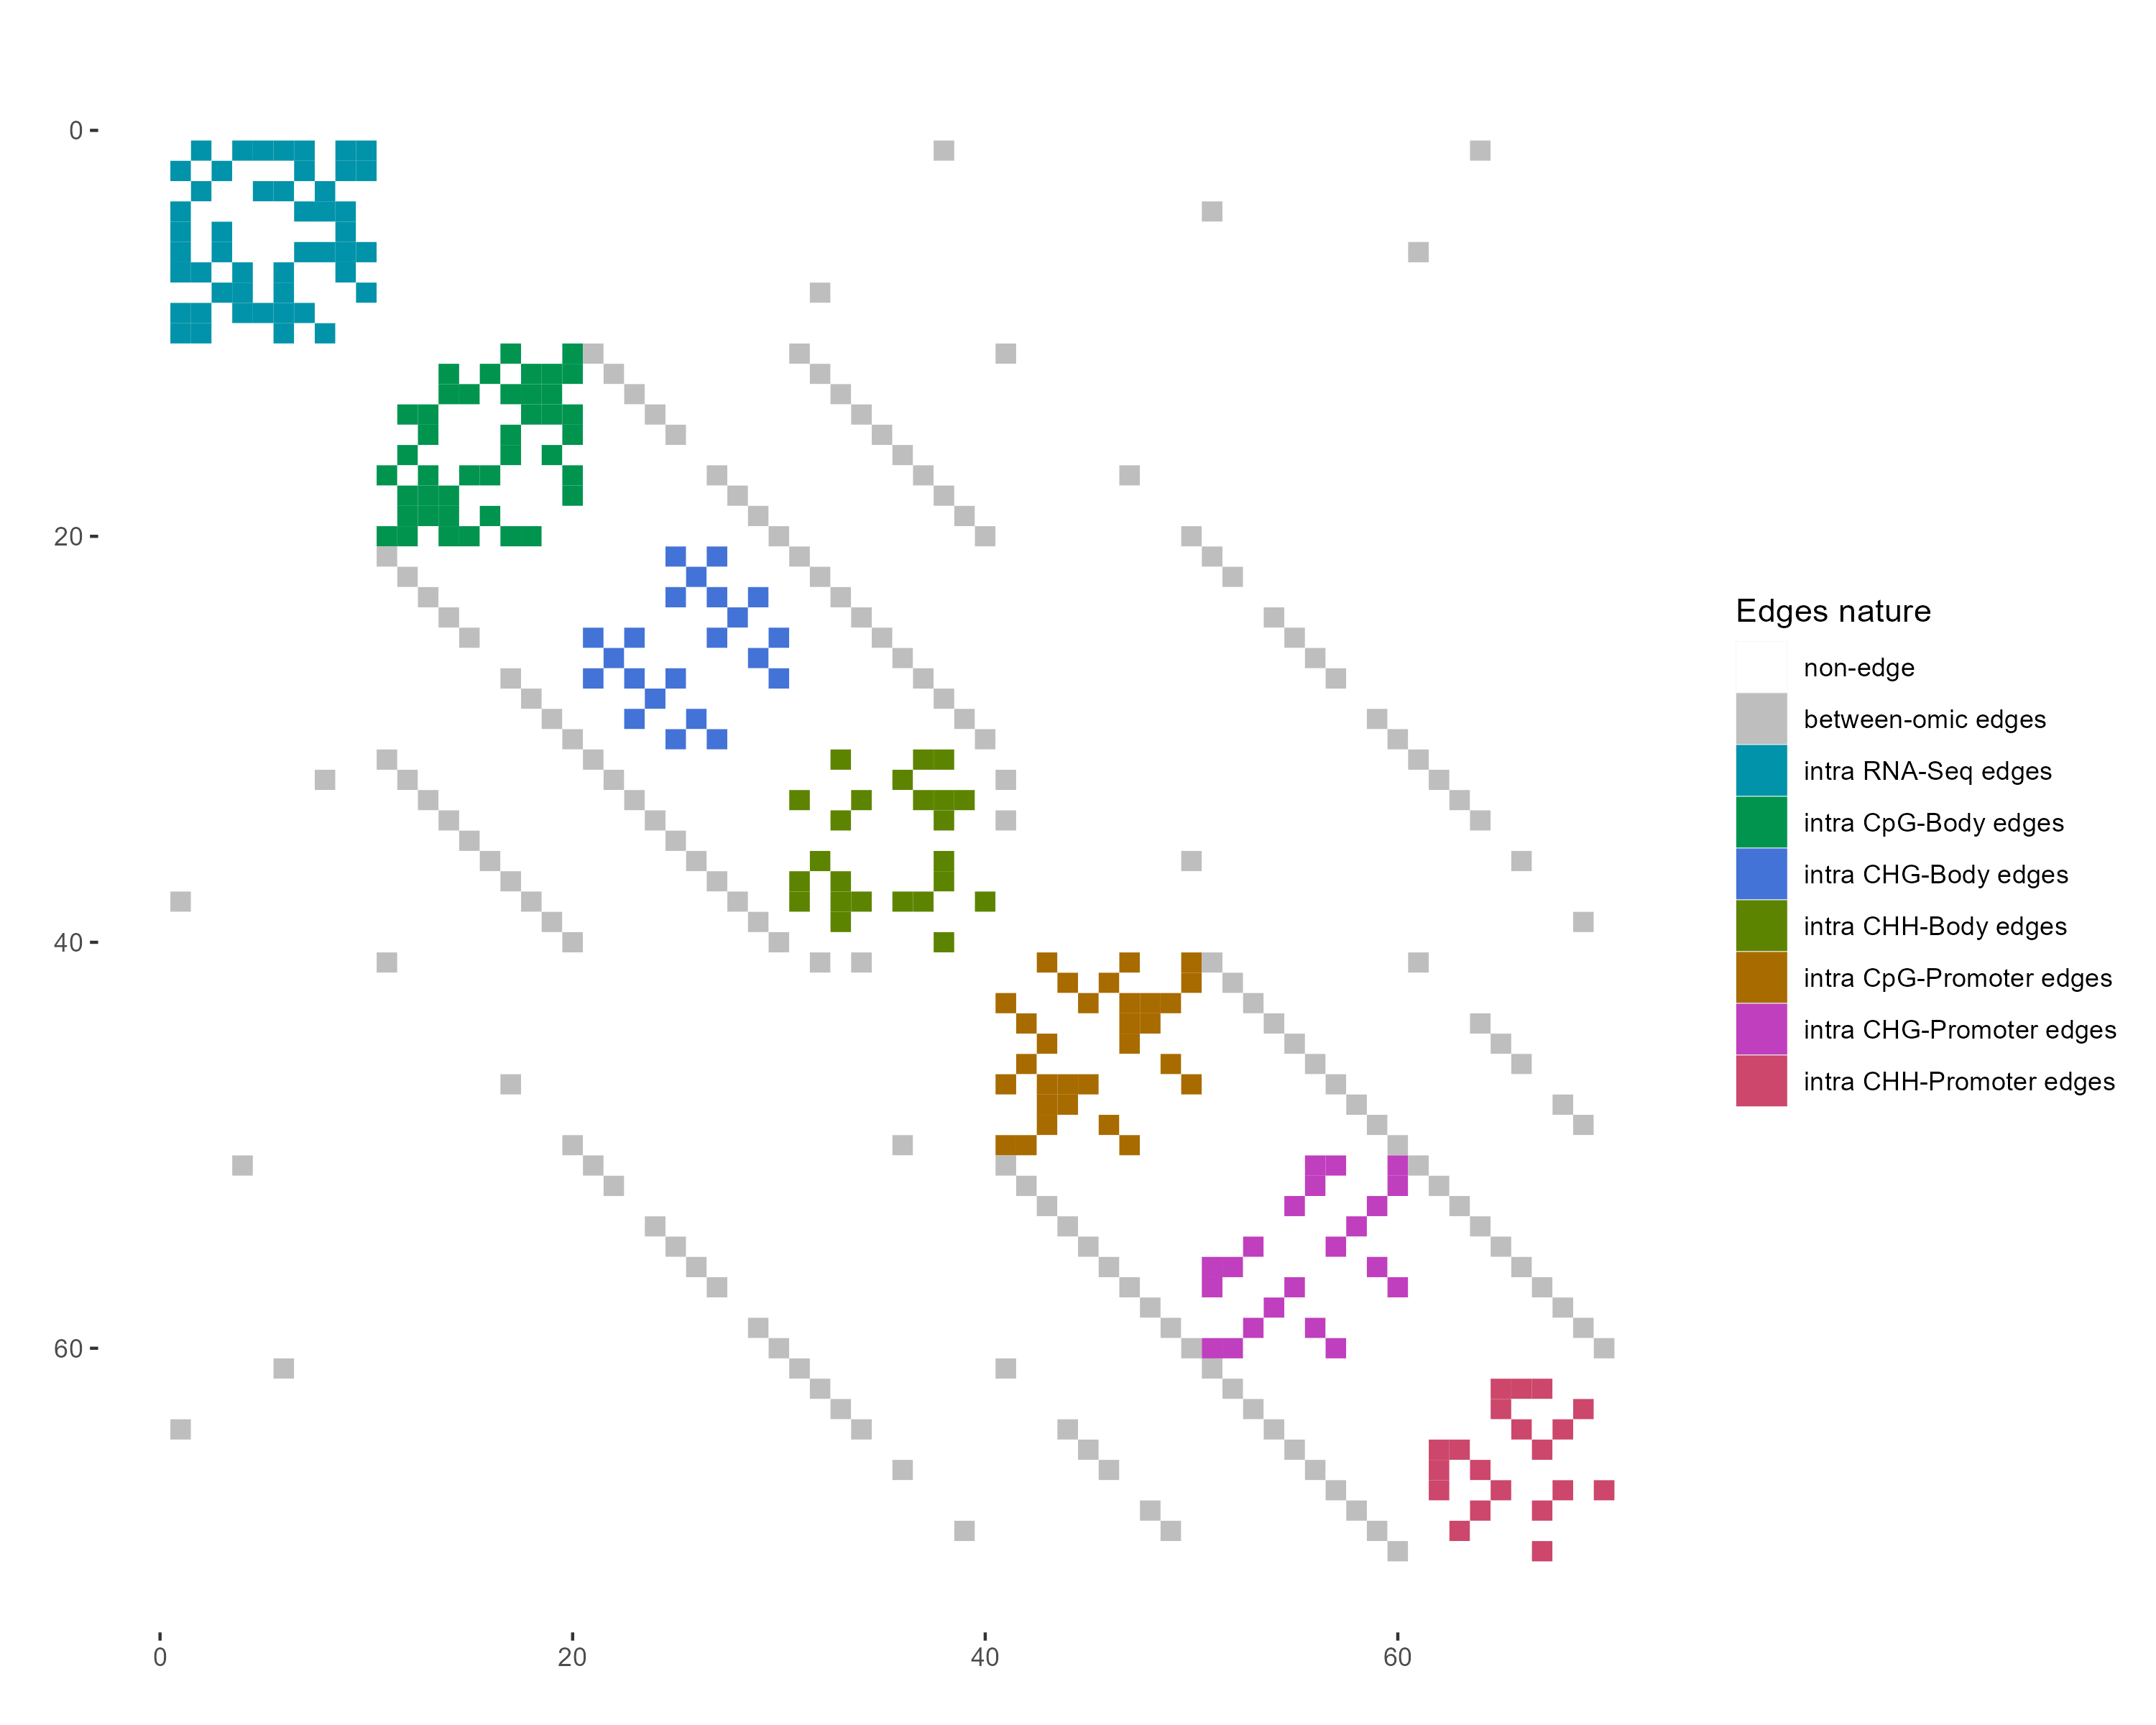 0
20
40
60
0
20
40
60
Edges nature
non-edge
between-omic edges
intra RNA-Seq edges
intra CpG-Body edges
intra CHG-Body edges
intra CHH-Body edges
intra CpG-Promoter edges
intra CHG-Promoter edges
intra CHH-Promoter edges